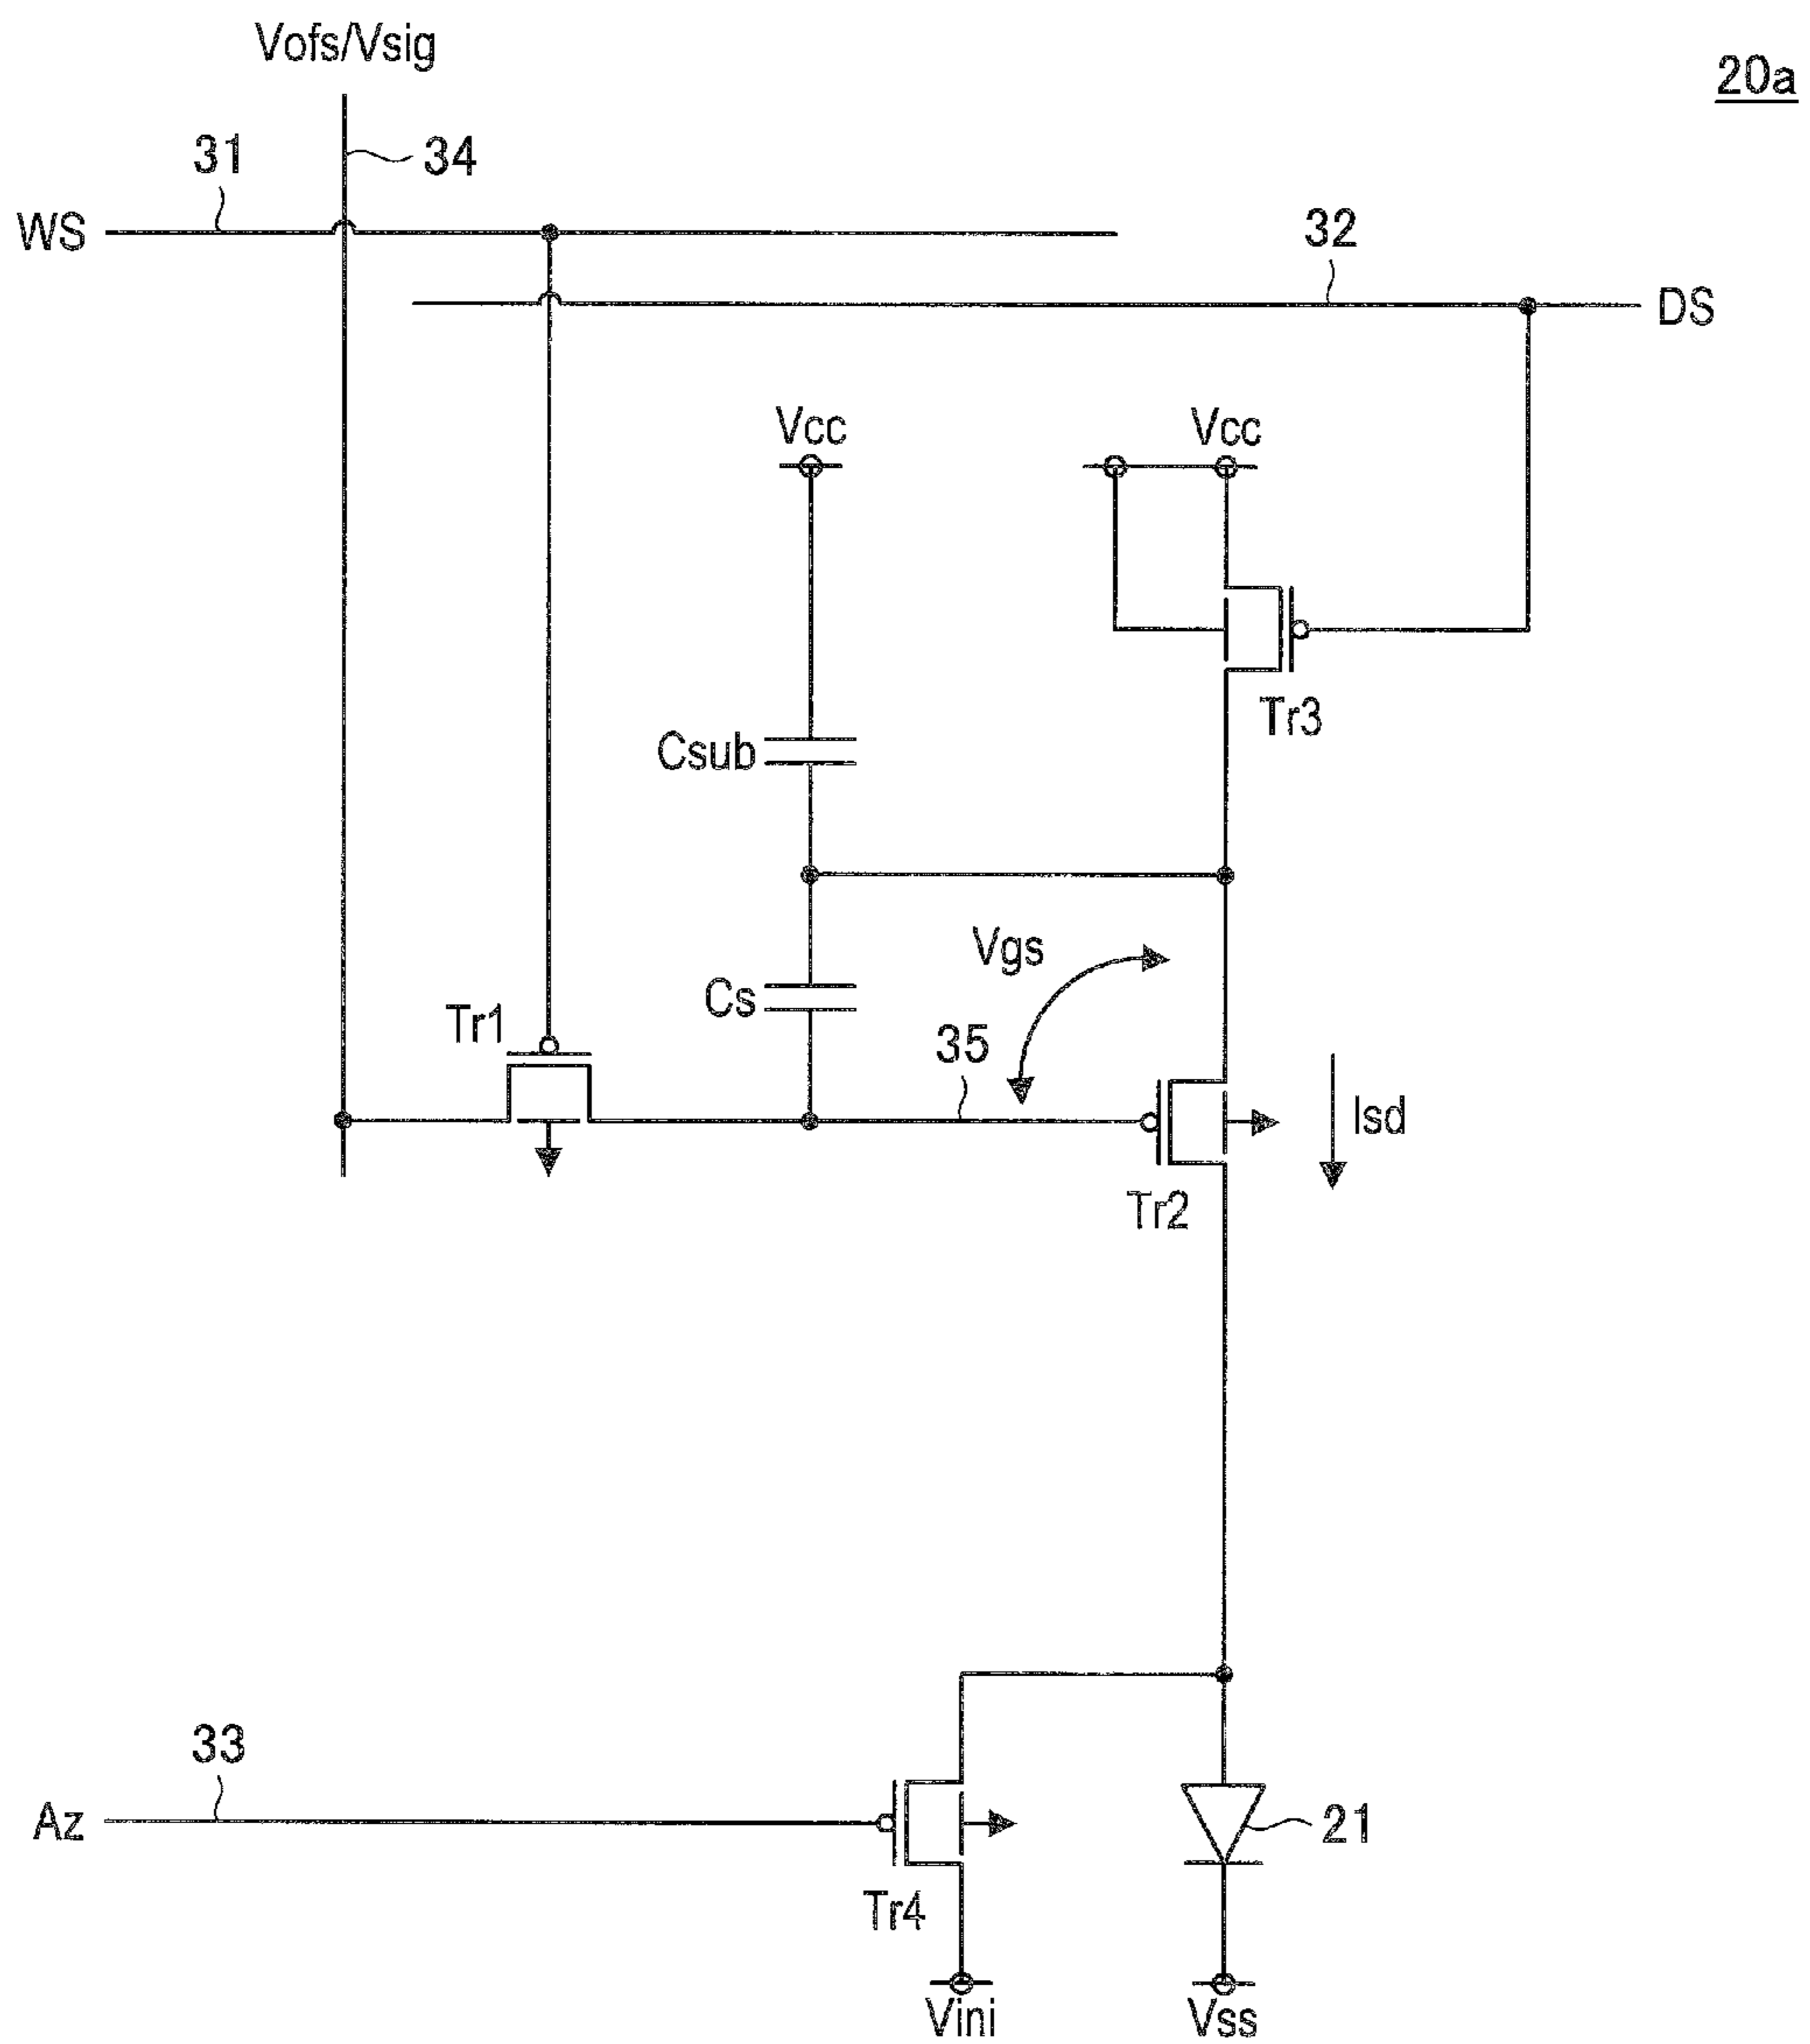 Vofs/Vsig
20a
31
34
WS
32
DS
Vcc
Vcc
Tr3
Csub
Vgs
Cs
Tr1
35
Isd
Tr2
33
Az
21
Tr4
Vini
Vss